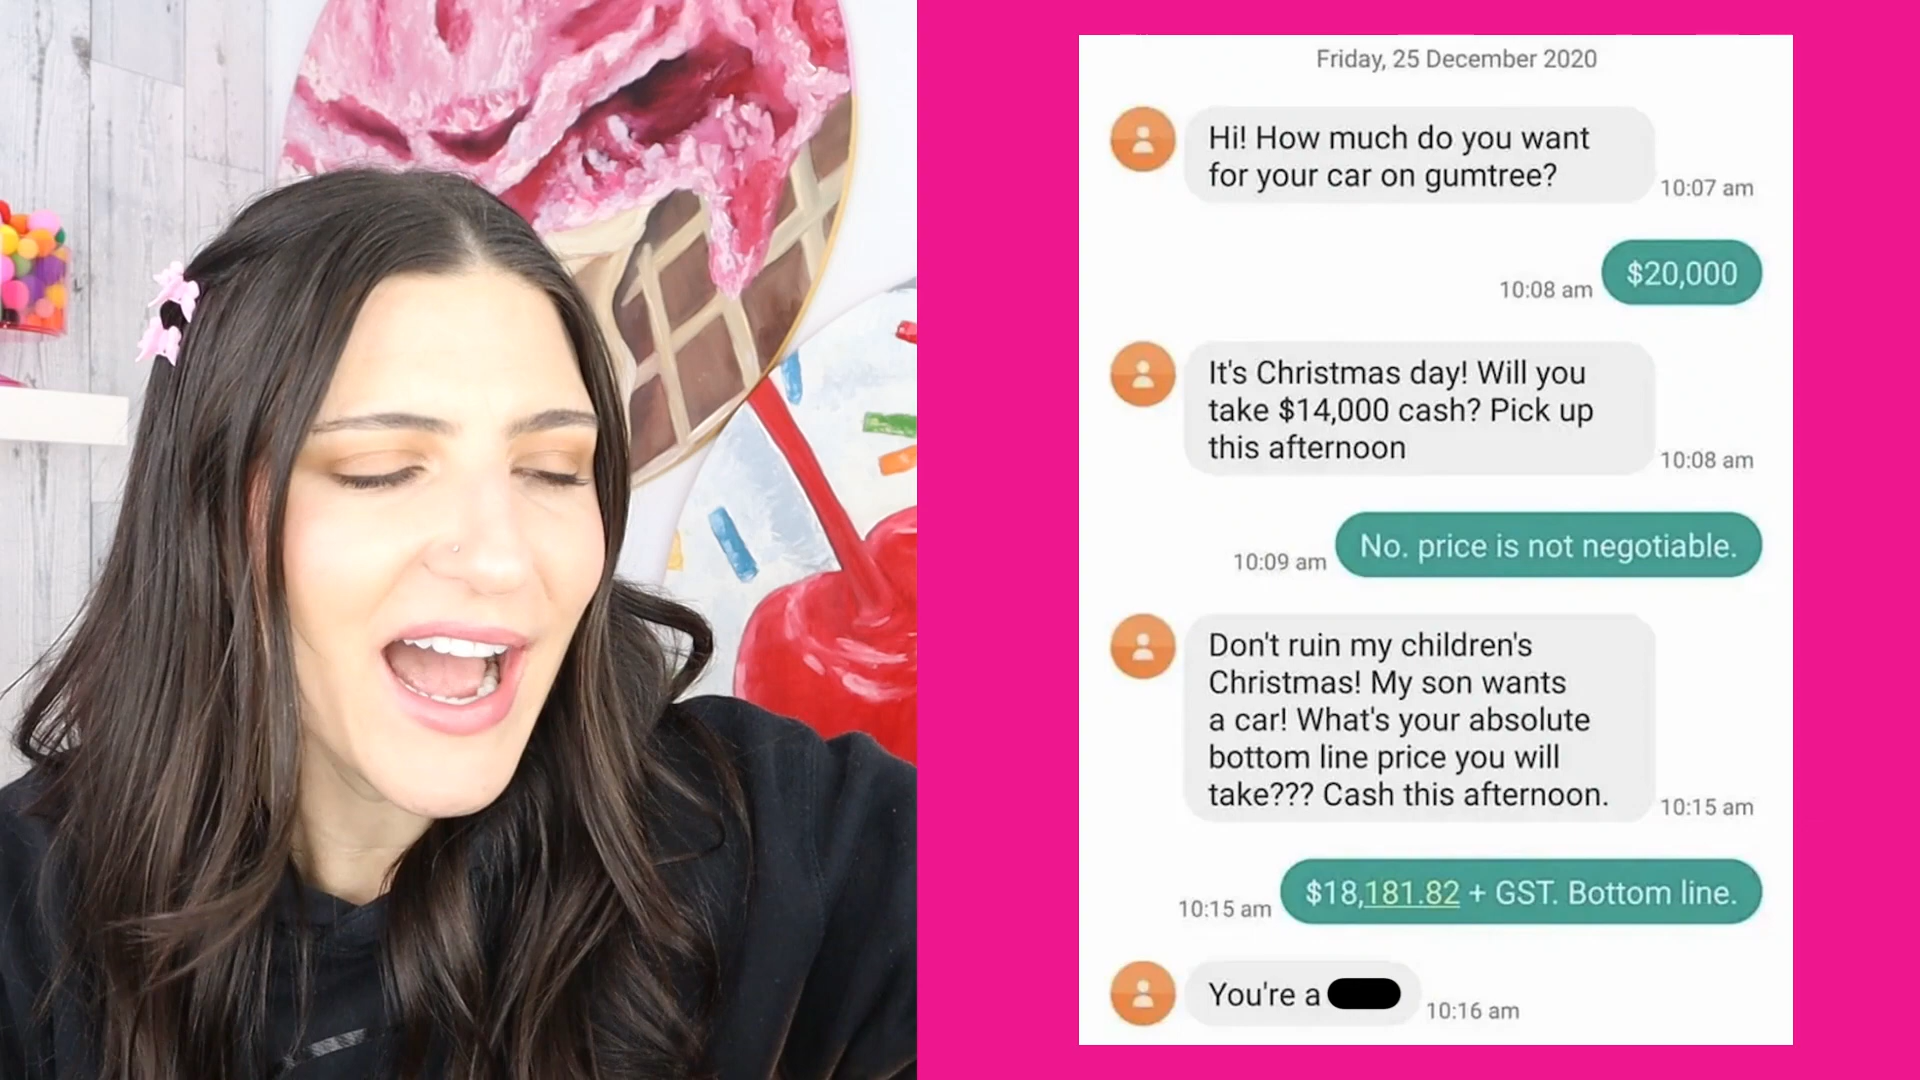 Friday, 25 December 2020
Hi! How much do you want
for your car on gumtree?
10:07 am
$20,000
10:08 am
It's Christmas day! Will you
take $14,000 cash? Pick up
this afternoon
10:08 am
No. price is not negotiable.
10:09 am
Don't ruin my children's
Christmas! My son wants
a car! What's your absolute
bottom line price you will
take??? Cash this afternoon.
10:15 am
$18,181.82 + GST. Bottom line.
10:15 am
You're a
10:16 am